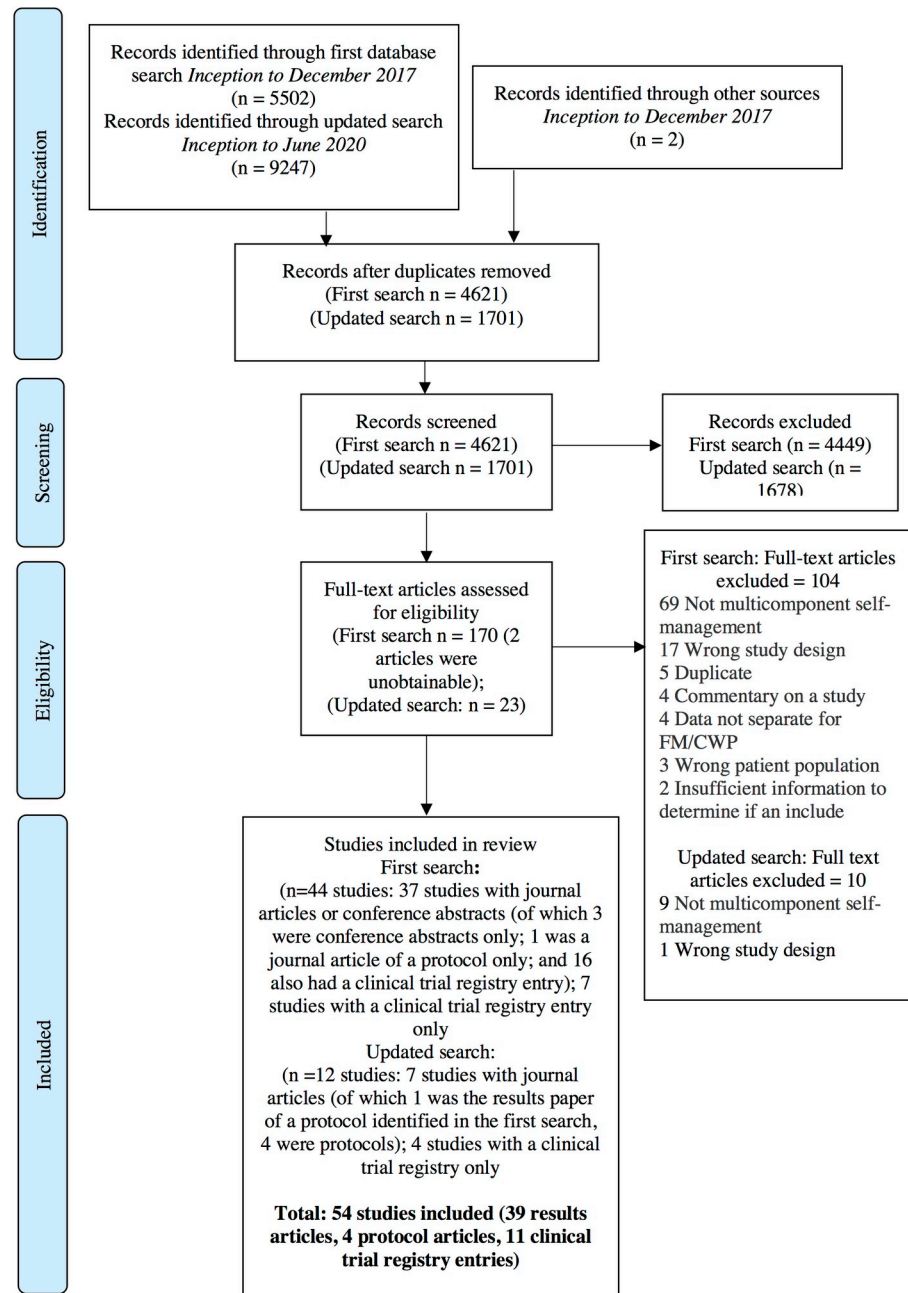 Identification
Records identified through first database
search Inception to December 2017
(n = 5502)
Records identified through updated search
Inception to June 2020
(n = 9247)
Records identified through other sources
Inception to December 2017
(n = 2)
Records after duplicates removed
(First search n = 4621)
(Updated search n = 1701)
Screening
Records screened
(First search n = 4621)
(Updated search n = 1701)
Records excluded
First search (n = 4449)
Updated search (n =
1678)
Eligibility
Full-text articles assessed
for eligibility
(First search n = 170 (2
articles were
unobtainable);
(Updated search: n = 23)
First search: Full-text articles
excluded = 104
69 Not multicomponent self-
management
17 Wrong study design
5 Duplicate
4 Commentary on a study
4 Data not separate for
FM/CWP
3 Wrong patient population
2 Insufficient information to
determine if an include
Updated search: Full text
articles excluded = 10
9 Not multicomponent self-
management
1 Wrong study design
Included
Studies included in review
First search:
(n=44 studies: 37 studies with journal
articles or conference abstracts (of which 3
were conference abstracts only; 1 was a
journal article of a protocol only; and 16
also had a clinical trial registry entry); 7
studies with a clinical trial registry entry
only
Updated search:
(n =12 studies: 7 studies with journal
articles (of which 1 was the results paper
of a protocol identified in the first search,
4 were protocols); 4 studies with a clinical
trial registry only
Total: 54 studies included (39 results
articles, 4 protocol articles, 11 clinical
trial registry entries)